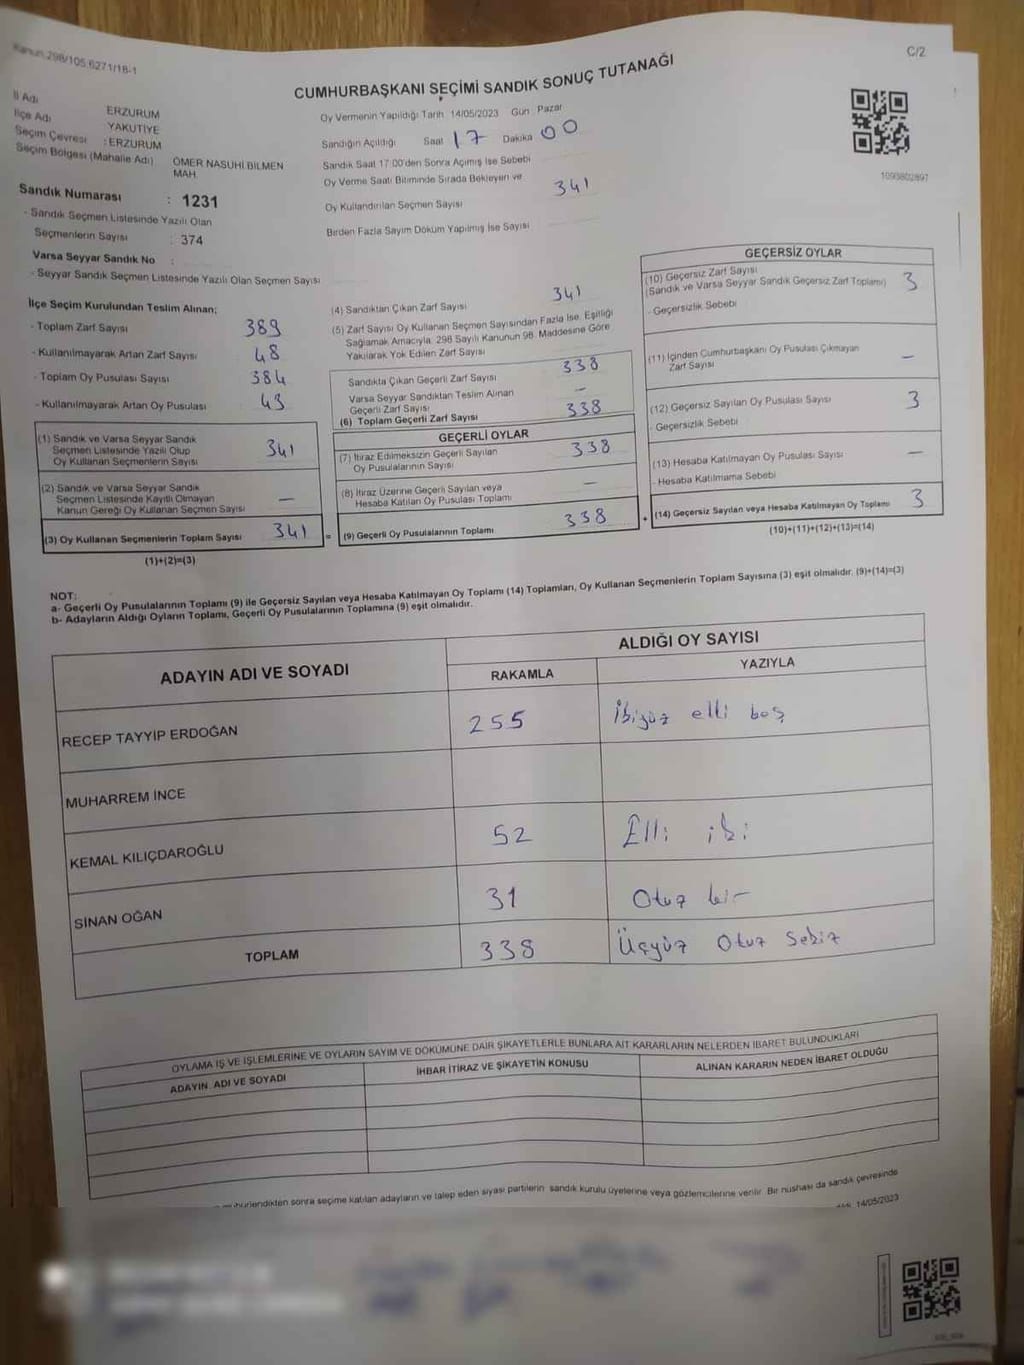 Kanun 298/105.6271/18-1
C/2
CUMHURBAŞKANI SEÇİMİ SANDIK SONUÇ TUTANAĞI
İl Adı ERZURUM
İlçe Adı YAKUTİYE
Seçim Çevresi : ERZURUM
Seçim Bölgesi (Mahalle Adı) ÖMER NASUHİ BİLMEN MAH.
Sandık Numarası : 1231
- Sandık Seçmen Listesinde Yazılı Olan
Seçmenlerin Sayısı : 374
Varsa Seyyar Sandık No :
- Seyyar Sandık Seçmen Listesinde Yazılı Olan Seçmen Sayısı
Oy Vermenin Yapıldığı Tarih 14/05/2023 Gün Pazar
Sandığın Açıldığı Saat 17 Dakika 00
Sandık Saat 17:00'den Sonra Açımış İse Sebebi
Oy Verme Saati Bitiminde Sırada Bekleyen ve
Oy Kullandırılan Seçmen Sayısı 341
Birden Fazla Sayım Döküm Yapılmış İse Sayısı
1093802897
İlçe Seçim Kurulundan Teslim Alınan;
- Toplam Zarf Sayısı 389
- Kullanılmayarak Artan Zarf Sayısı 48
- Toplam Oy Pusulası Sayısı 384
- Kullanılmayarak Artan Oy Pusulası 43
(1) Sandık ve Varsa Seyyar Sandık
Seçmen Listesinde Yazılı Olup
Oy Kullanan Seçmenlerin Sayısı 341
(2) Sandık ve Varsa Seyyar Sandık
Seçmen Listesinde Kayıtlı Olmayan
Kanun Gereği Oy Kullanan Seçmen Sayısı —
(3) Oy Kullanan Seçmenlerin Toplam Sayısı 341 =
(1)+(2)=(3)
(4) Sandıktan Çıkan Zarf Sayısı 341
(5) Zarf Sayısı Oy Kullanan Seçmen Sayısından Fazla İse, Eşitliği
Sağlamak Amacıyla, 298 Sayılı Kanunun 98. Maddesine Göre
Yakılarak Yok Edilen Zarf Sayısı
Sandıkta Çıkan Geçerli Zarf Sayısı 338
Varsa Seyyar Sandıktan Teslim Alınan
Geçerli Zarf Sayısı —
(6) Toplam Geçerli Zarf Sayısı 338
GEÇERLİ OYLAR
(7) İtiraz Edilmeksizin Geçerli Sayılan
Oy Pusulalarının Sayısı 338
(8) İtiraz Üzerine Geçerli Sayılan veya
Hesaba Katılan Oy Pusulası Toplamı —
(9) Geçerli Oy Pusulalarının Toplamı 338 +
GEÇERSİZ OYLAR
(10) Geçersiz Zarf Sayısı
(Sandık ve Varsa Seyyar Sandık Geçersiz Zarf Toplamı) 3
- Geçersizlik Sebebi
(11) İçinden Cumhurbaşkanı Oy Pusulası Çıkmayan
Zarf Sayısı —
(12) Geçersiz Sayılan Oy Pusulası Sayısı 3
- Geçersizlik Sebebi
(13) Hesaba Katılmayan Oy Pusulası Sayısı —
- Hesaba Katılmama Sebebi
(14) Geçersiz Sayılan veya Hesaba Katılmayan Oy Toplamı 3
(10)+(11)+(12)+(13)=(14)
NOT:
a- Geçerli Oy Pusulalarının Toplamı (9) ile Geçersiz Sayılan veya Hesaba Katılmayan Oy Toplamı (14) Toplamları, Oy Kullanan Seçmenlerin Toplam Sayısına (3) eşit olmalıdır. (9)+(14)=(3)
b- Adayların Aldığı Oyların Toplamı, Geçerli Oy Pusulalarının Toplamına (9) eşit olmalıdır.
ADAYIN ADI VE SOYADI ALDIĞI OY SAYISI
RAKAMLA YAZIYLA
RECEP TAYYİP ERDOĞAN 255 İkiyüz elli beş
MUHARREM İNCE
KEMAL KILIÇDAROĞLU 52 Elli iki
SİNAN OĞAN 31 Otuz bir
TOPLAM 338 Üçyüz Otuz Sekiz
OYLAMA İŞ VE İŞLEMLERİNE VE OYLARIN SAYIM VE DÖKÜMÜNE DAİR ŞİKAYETLERLE BUNLARA AİT KARARLARIN NELERDEN İBARET BULUNDUKLARI
ADAYIN ADI VE SOYADI İHBAR İTİRAZ VE ŞİKAYETİN KONUSU ALINAN KARARIN NEDEN İBARET OLDUĞU
sonra seçime katılan adayların ve talep eden siyasi partilerin sandık kurulu üyelerine veya gözlemcilerine verilir. Bir nüshası da sandık çevresinde
14/05/2023